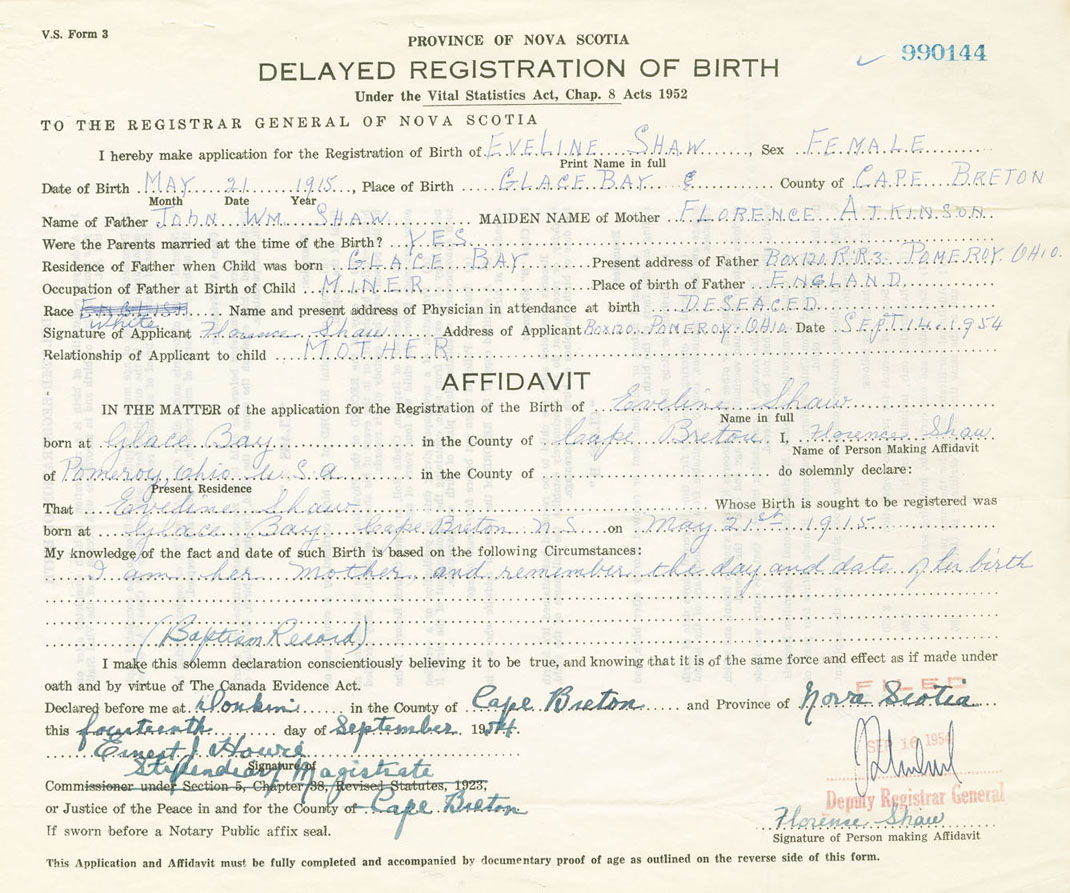 V.S. Form 3
PROVINCE OF NOVA SCOTIA
990144
DELAYED REGISTRATION OF BIRTH
Under the Vital Statistics Act, Chap. 8 Acts 1952
TO THE REGISTRAR GENERAL OF NOVA SCOTIA
I hereby make application for the Registration of Birth of EVELINE SHAW, Sex FEMALE
Print Name in full
Date of Birth MAY 21 1915, Place of Birth GLACE BAY County of CAPE BRETON
Month Date Year
Name of Father JOHN WM SHAW MAIDEN NAME of Mother FLORENCE ATKINSON
Were the Parents married at the time of the Birth? YES
Residence of Father when Child was born GLACE BAY Present address of Father BOX 120. R.R.3. POMEROY. OHIO.
Occupation of Father at Birth of Child MINER Place of birth of Father ENGLAND
Race ENGLISH Name and present address of Physician in attendance at birth DESEACED
White
Signature of Applicant Florence Shaw Address of Applicant BOX 120. POMEROY - OHIO. Date SEPT. 14. 1954
Relationship of Applicant to child MOTHER
AFFIDAVIT
IN THE MATTER of the application for the Registration of the Birth of Eveline Shaw
Name in full
born at Glace Bay in the County of Cape Breton I, Florence Shaw
Name of Person Making Affidavit
of Pomeroy, Ohio U.S.A in the County of do solemnly declare:
Present Residence
That Eveline Shaw Whose Birth is sought to be registered was
born at Glace Bay Cape Breton N.S. on May 21st 1915
My knowledge of the fact and date of such Birth is based on the following Circumstances:
I am her Mother and remember the day and date of her birth
(Baptism Record)
I make this solemn declaration conscientiously believing it to be true, and knowing that it is of the same force and effect as if made under
oath and by virtue of The Canada Evidence Act.
FILED
Declared before me at Donkin in the County of Cape Breton and Province of Nova Scotia
this fourteenth day of September 1954.
SEP 16 1954
Ernest J.
Signature of
Stipendiary Magistrate
Commissioner under Section 5, Chapter 38, Revised Statutes, 1923,
Deputy Registrar General
or Justice of the Peace in and for the County of Cape Breton
Florence Shaw
If sworn before a Notary Public affix seal.
Signature of Person making Affidavit
This Application and Affidavit must be fully completed and accompanied by documentary proof of age as outlined on the reverse side of this form.